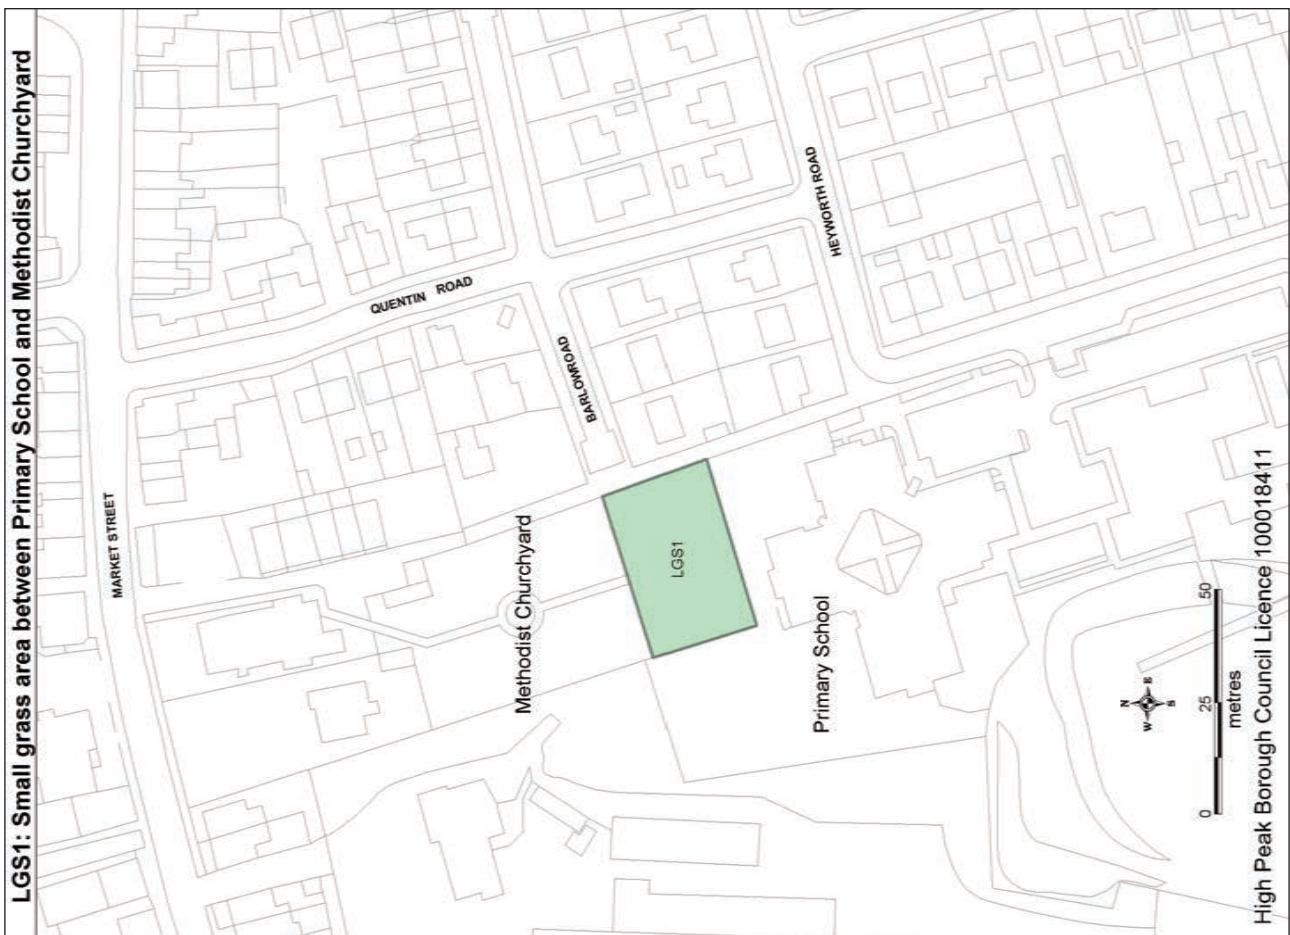 LGS1: Small grass area between Primary School and Methodist Churchyard
MARKET STREET
QUENTIN ROAD
BARLOWROAD
HEYWORTH ROAD
Methodist Churchyard
LGS1
Primary School
N
W E
S
0 25 50
metres
High Peak Borough Council Licence 100018411